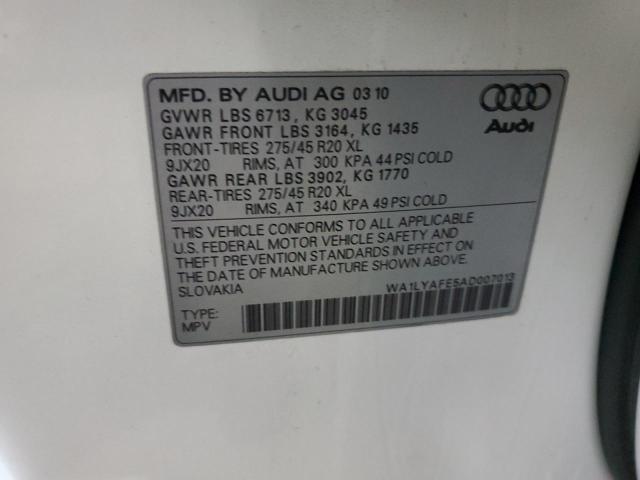 MFD. BY AUDI AG 03 10
GVWR LBS 6713, KG 3045
GAWR FRONT LBS 3164, KG 1435
FRONT-TIRES 275/45 R20 XL
9JX20 RIMS, AT 300 KPA 44 PSI COLD
GAWR REAR LBS 3902, KG 1770
REAR-TIRES 275/45 R20 XL
9JX20 RIMS, AT 340 KPA 49 PSI COLD
Audi
THIS VEHICLE CONFORMS TO ALL APPLICABLE
U.S. FEDERAL MOTOR VEHICLE SAFETY AND
THEFT PREVENTION STANDARDS IN EFFECT ON
THE DATE OF MANUFACTURE SHOWN ABOVE.
SLOVAKIA
WA1LYAFE5AD007013
TYPE:
MPV